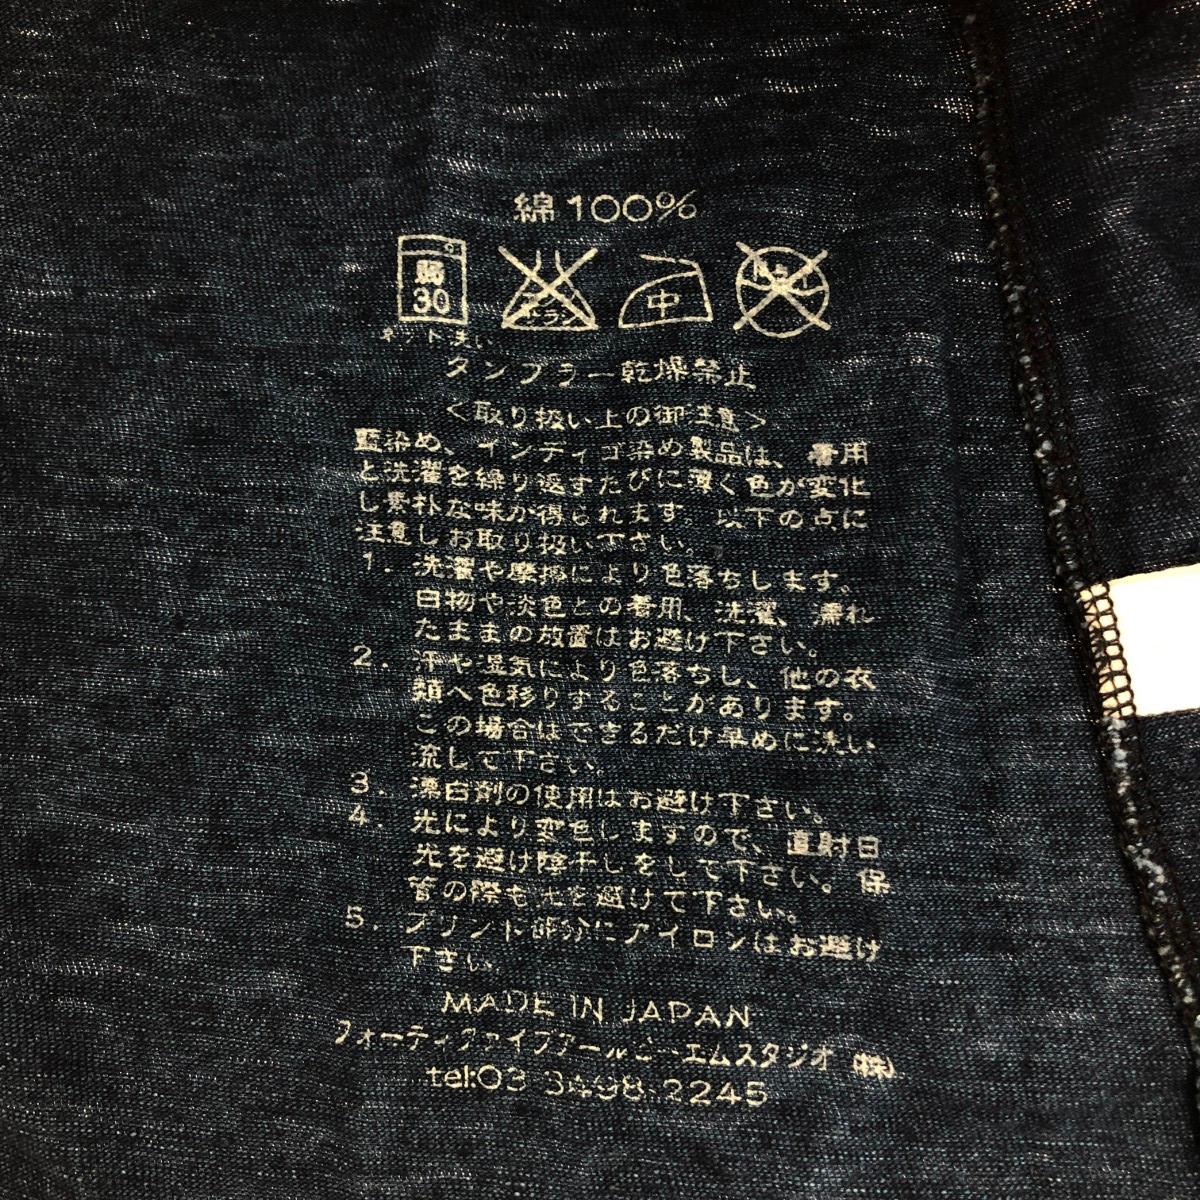 綿100%
弱
30
エンソ
サラシ
中
ドライ
ネット使い
タンブラー乾燥禁止
<取り扱い上の御注意>
藍染め、インディゴ染め製品は、着用
と洗濯を繰り返すたびに薄く色が変化
し素朴な味が得られます。以下の点に
注意しお取り扱い下さい。
1. 洗濯や摩擦により色落ちします。
白物や淡色との着用、洗濯、濡れ
たままの放置はお避け下さい。
2. 汗や湿気により色落ちし、他の衣
類へ色移りすることがあります。
この場合はできるだけ早めに洗い
流して下さい。
3. 漂白剤の使用はお避け下さい。
4. 光により変色しますので、直射日
光を避け陰干しをして下さい。保
管の際も光を避けて下さい。
5. プリント部分にアイロンはお避け
下さい。
MADE IN JAPAN
フォーティファイブアールピーエムスタジオ(株)
tel:03 3498-2245